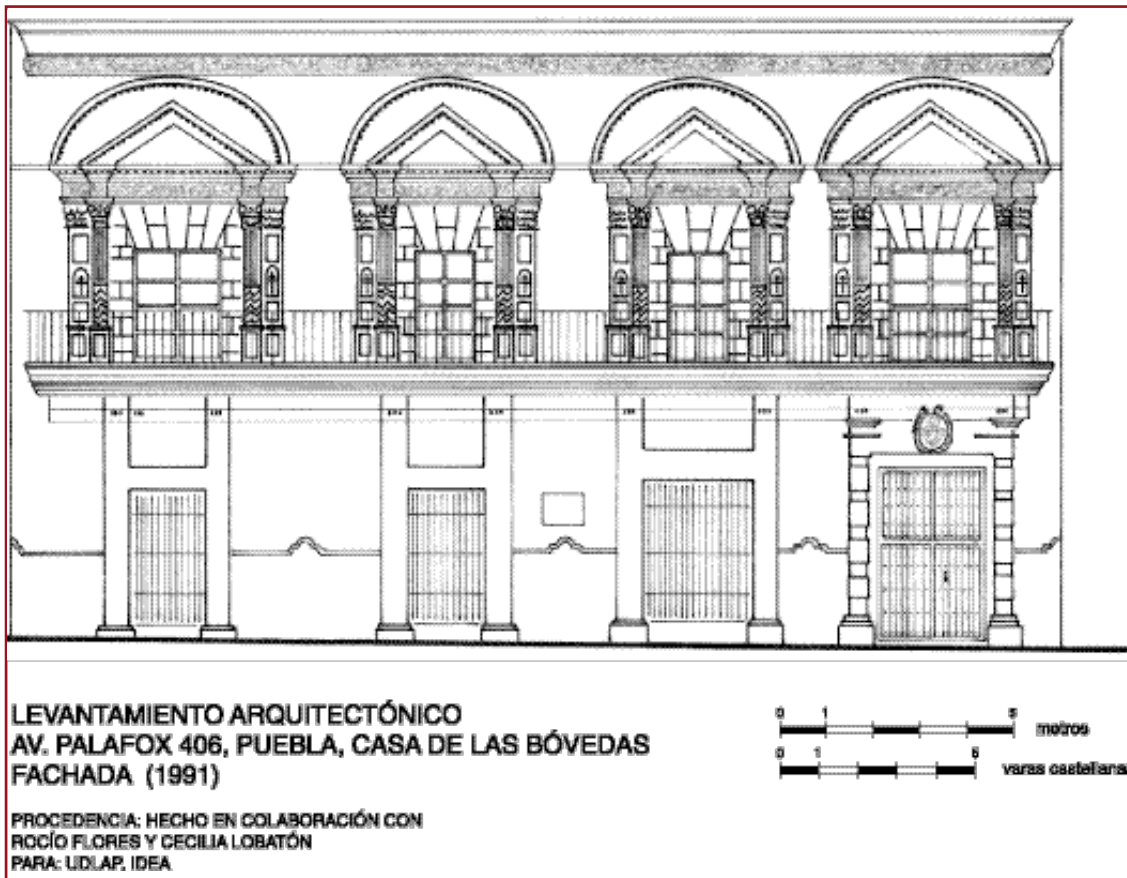 LEVANTAMIENTO ARQUITECTÓNICO
AV. PALAFOX 406, PUEBLA, CASA DE LAS BÓVEDAS
FACHADA (1991)
PROCEDENCIA: HECHO EN COLABORACIÓN CON
ROCÍO FLORES Y CECILIA LOBATÓN
PARA: UDLAP, IDEA
0 1 5 metros
0 1 5 varas castellanas